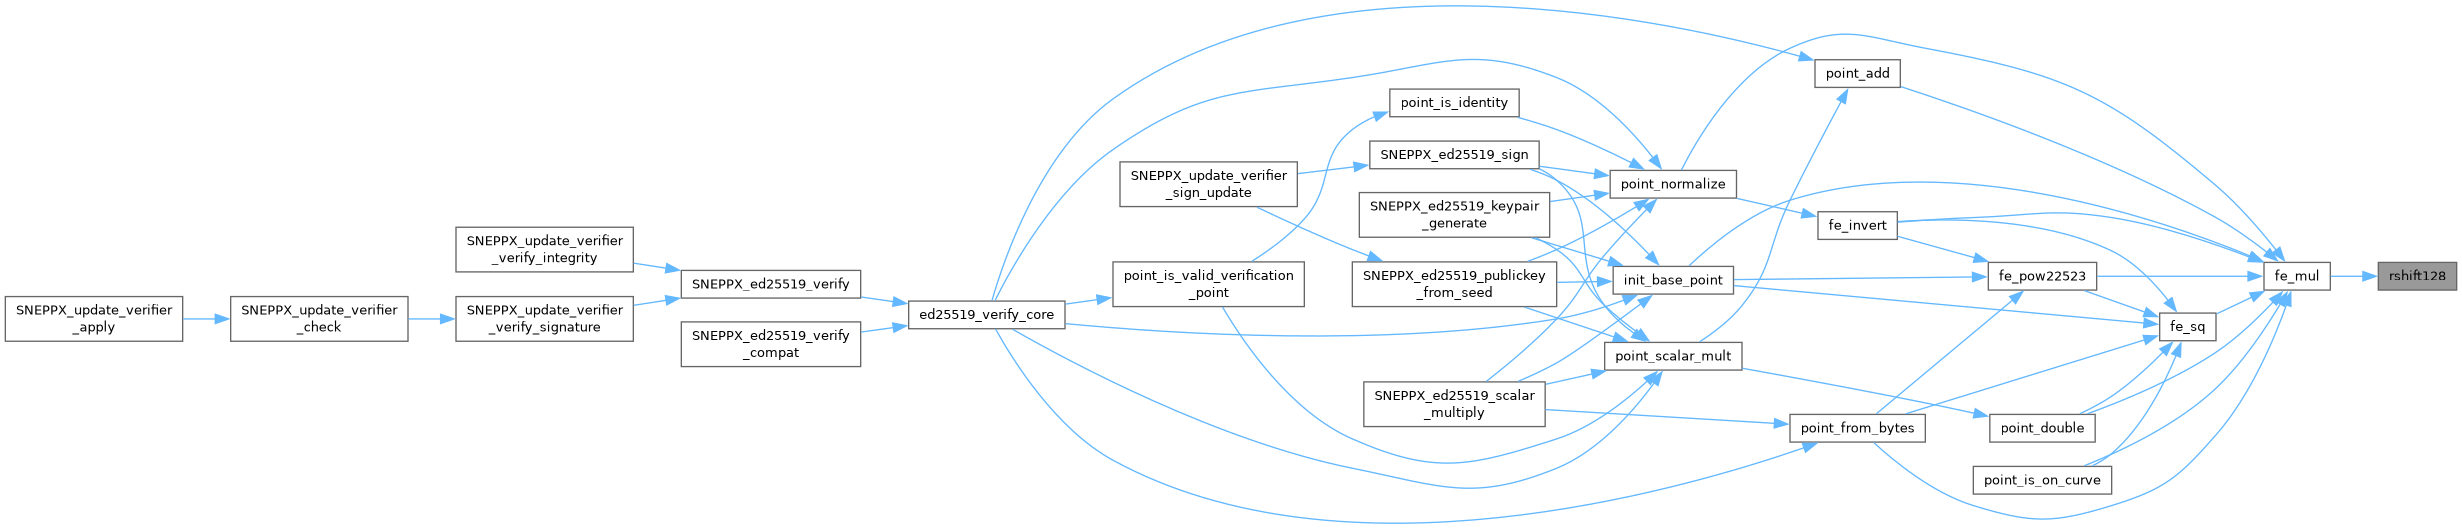 SNEPPX_update_verifier
_apply
SNEPPX_update_verifier
_check
SNEPPX_update_verifier
_verify_integrity
SNEPPX_update_verifier
_verify_signature
SNEPPX_ed25519_verify
SNEPPX_ed25519_verify
_compat
ed25519_verify_core
SNEPPX_update_verifier
_sign_update
point_is_valid_verification
_point
point_is_identity
SNEPPX_ed25519_sign
SNEPPX_ed25519_keypair
_generate
SNEPPX_ed25519_publickey
_from_seed
SNEPPX_ed25519_scalar
_multiply
point_normalize
init_base_point
point_scalar_mult
point_add
fe_invert
point_from_bytes
fe_pow22523
point_double
point_is_on_curve
fe_sq
fe_mul
rshift128